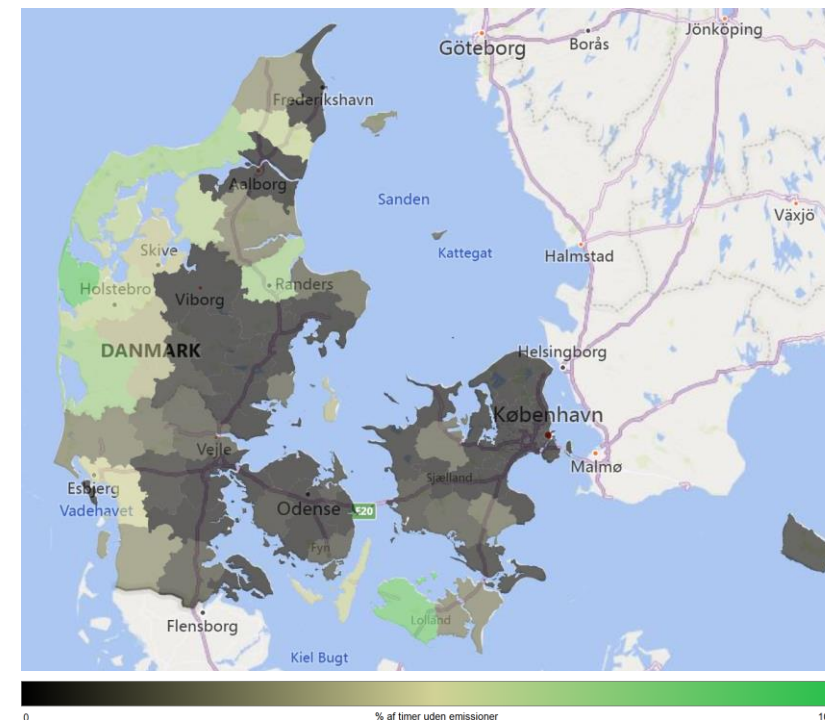 Jönköping
Göteborg
Borås
Frederikshavn
Aalborg
Sanden
Växjö
Skive
Kattegat
Halmstad
Holstebro
Viborg
Randers
DANMARK
Helsingborg
København
Vejle
Malmø
Esbjerg
Sjælland
Vadehavet
Odense
E20
Fyn
Lolland
Flensborg
Kiel Bugt
0
% af timer uden emissioner